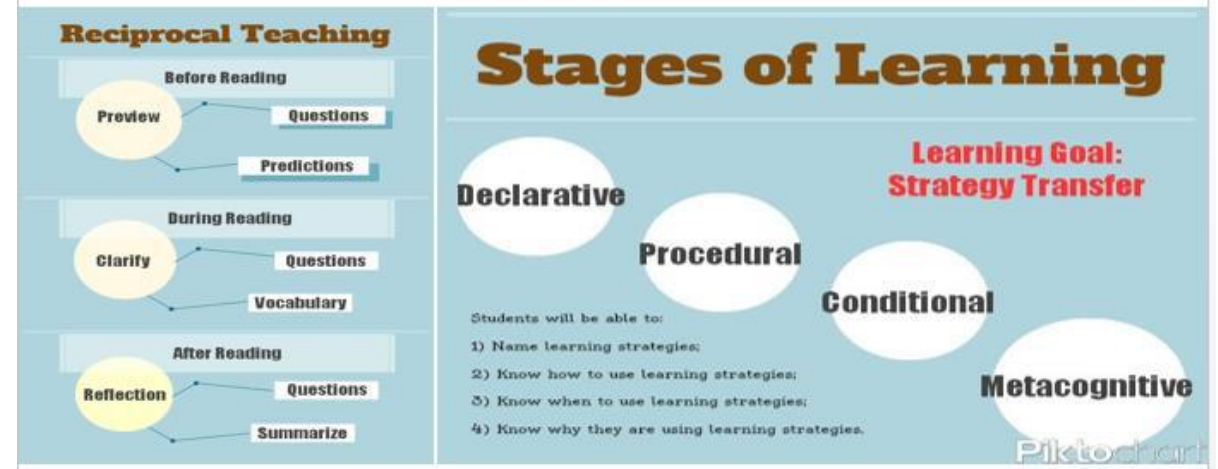 Reciprocal Teaching
Before Reading
Preview
Questions
Predictions
During Reading
Clarify
Questions
Vocabulary
After Reading
Reflection
Questions
Summarize
Stages of Learning
Learning Goal:
Strategy Transfer
Declarative
Procedural
Conditional
Metacognitive
Students will be able to:
1) Name learning strategies;
2) Know how to use learning strategies;
3) Know when to use learning strategies;
4) Know why they are using learning strategies.
Piktochart